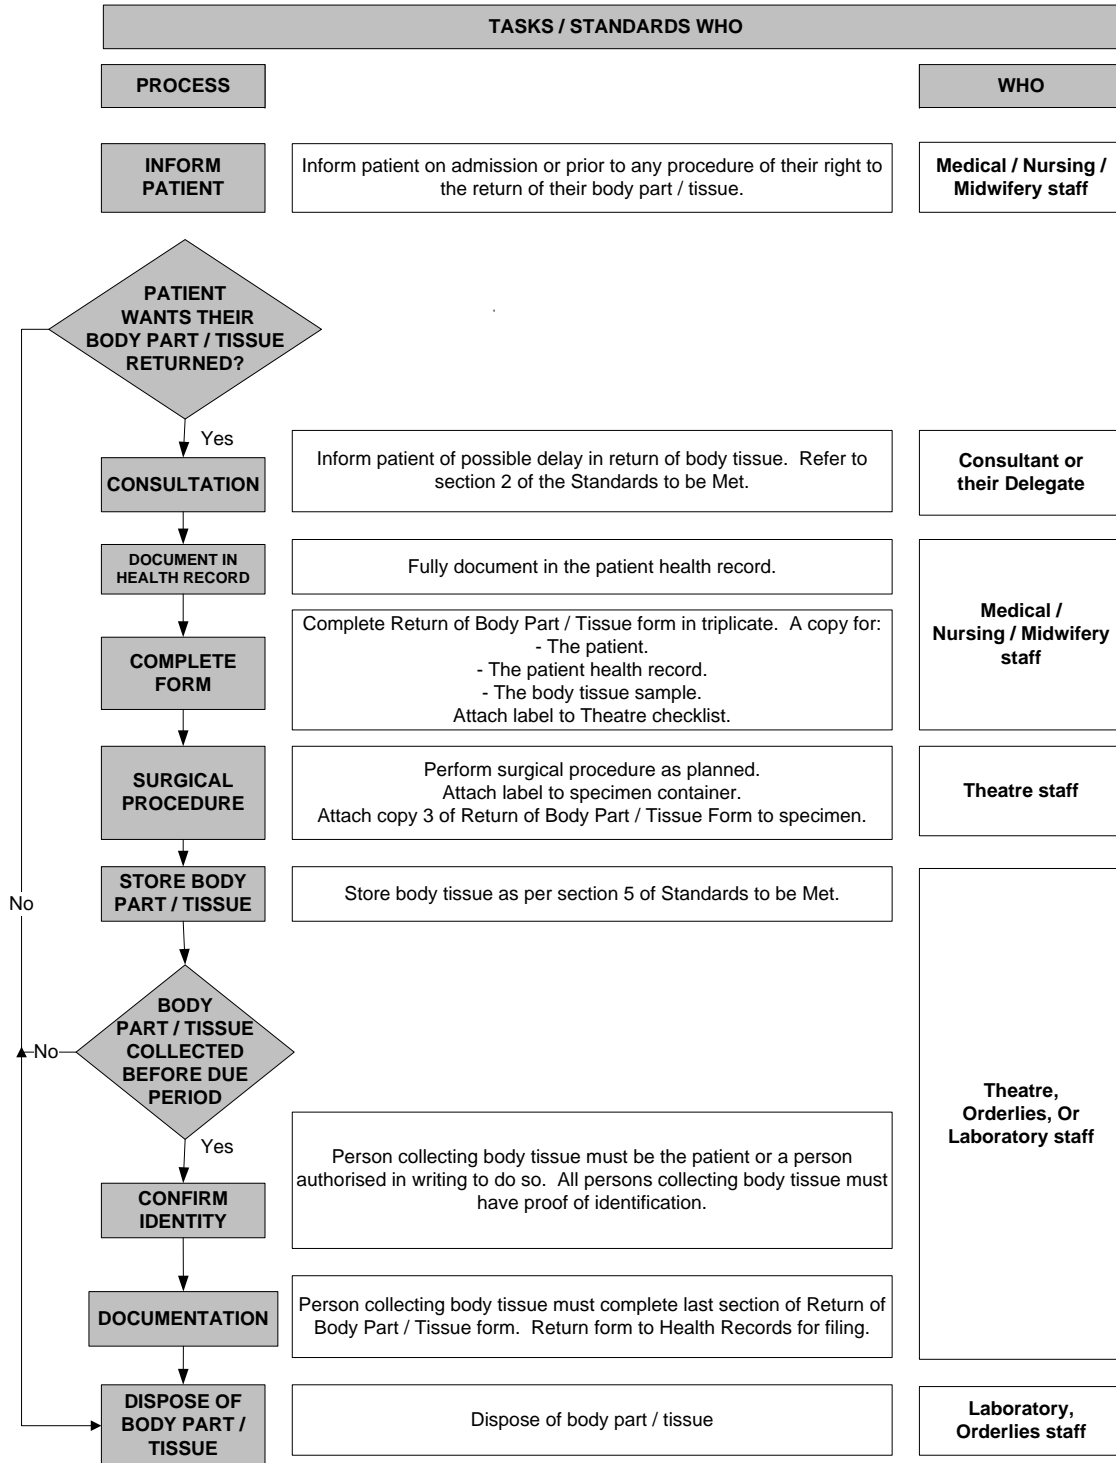 TASKS / STANDARDS WHO
PROCESS
WHO
INFORM
PATIENT
Inform patient on admission or prior to any procedure of their right to
the return of their body part / tissue.
Medical / Nursing /
Midwifery staff
PATIENT
WANTS THEIR
BODY PART / TISSUE
RETURNED?
Yes
CONSULTATION
Inform patient of possible delay in return of body tissue. Refer to
section 2 of the Standards to be Met.
Consultant or
their Delegate
DOCUMENT IN
HEALTH RECORD
Fully document in the patient health record.
Medical /
Nursing / Midwifery
staff
COMPLETE
FORM
Complete Return of Body Part / Tissue form in triplicate. A copy for:
- The patient.
- The patient health record.
- The body tissue sample.
Attach label to Theatre checklist.
SURGICAL
PROCEDURE
Perform surgical procedure as planned.
Attach label to specimen container.
Attach copy 3 of Return of Body Part / Tissue Form to specimen.
Theatre staff
STORE BODY
PART / TISSUE
Store body tissue as per section 5 of Standards to be Met.
No
BODY
PART / TISSUE
COLLECTED
BEFORE DUE
PERIOD
No
Yes
Theatre,
Orderlies, Or
Laboratory staff
CONFIRM
IDENTITY
Person collecting body tissue must be the patient or a person
authorised in writing to do so. All persons collecting body tissue must
have proof of identification.
DOCUMENTATION
Person collecting body tissue must complete last section of Return of
Body Part / Tissue form. Return form to Health Records for filing.
DISPOSE OF
BODY PART /
TISSUE
Dispose of body part / tissue
Laboratory,
Orderlies staff